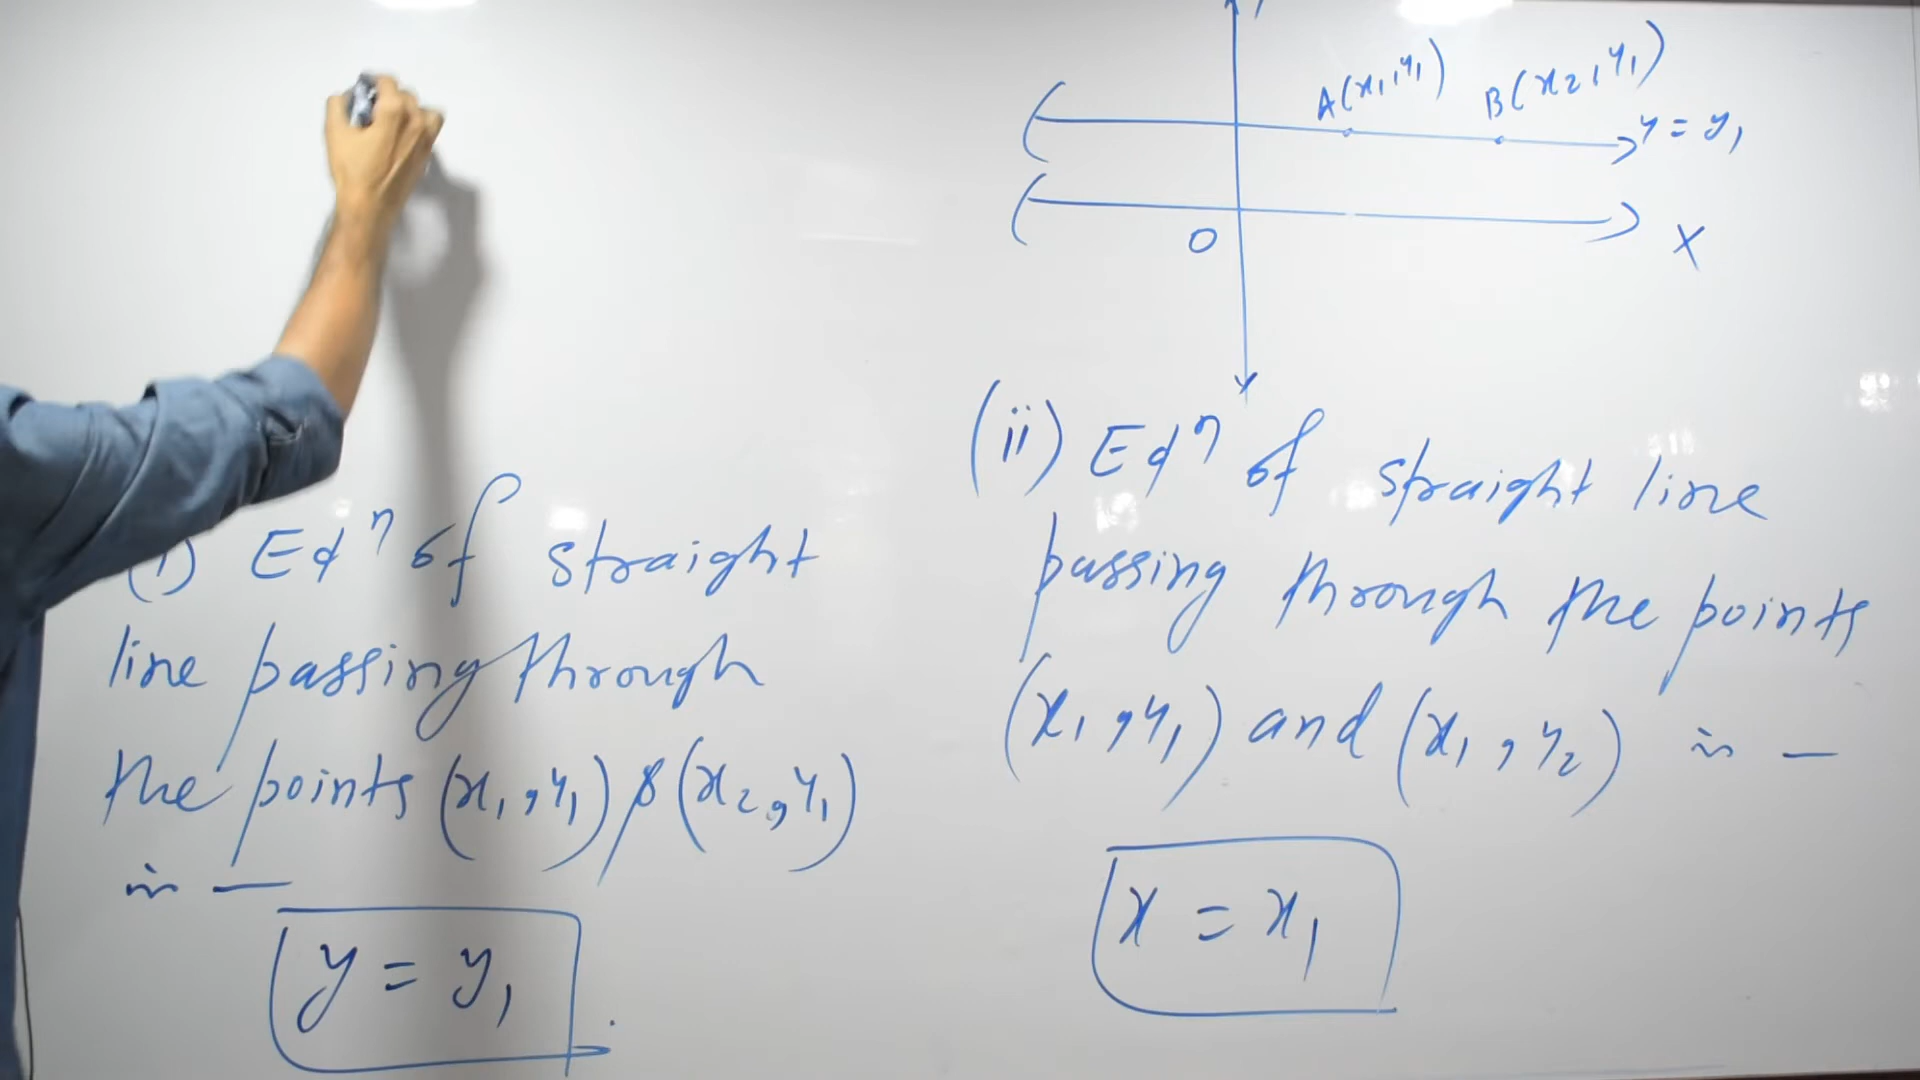 A(x₁,y₁)
B(x₂,y₁)
y = y₁
O
X
(i) Eqⁿ of straight
line passing through
the points (x₁,y₁) & (x₂,y₁)
is —
y = y₁
(ii) Eqⁿ of straight line
passing through the points
(x₁,y₁) and (x₁,y₂) is —
x = x₁